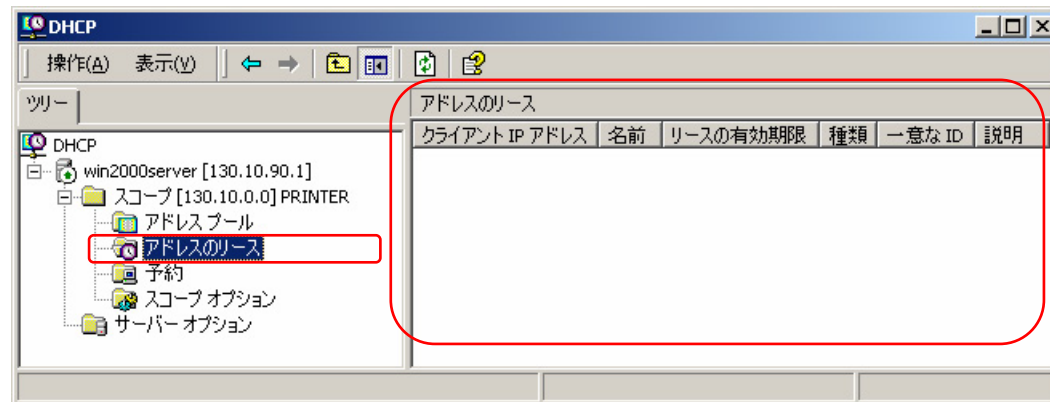 DHCP
操作(A) 表示(V)
ツリー
DHCP
win2000server [130.10.90.1]
スコープ [130.10.0.0] PRINTER
アドレス プール
アドレスのリース
予約
スコープ オプション
サーバー オプション
アドレスのリース
クライアント IP アドレス 名前 リースの有効期限 種類 一意な ID 説明